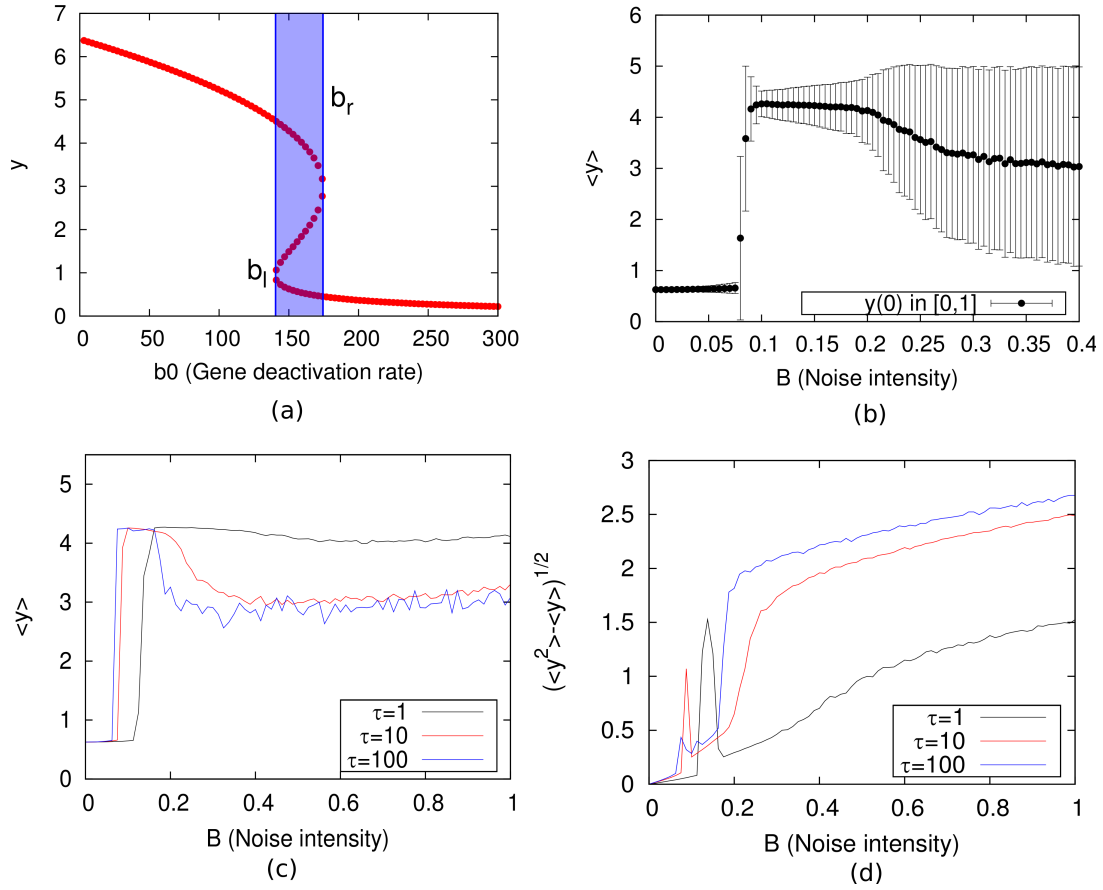 7
6
5
4
3
2
1
0
y
b_r
b_l
0 50 100 150 200 250 300
b0 (Gene deactivation rate)
(a)
6
5
4
3
2
1
0
<y>
y(0) in [0,1]
0 0.05 0.1 0.15 0.2 0.25 0.3 0.35 0.4
B (Noise intensity)
(b)
5
4
3
2
1
0
<y>
τ=1
τ=10
τ=100
0 0.2 0.4 0.6 0.8 1
B (Noise intensity)
(c)
3
2.5
2
1.5
1
0.5
0
(<y^2>-<y>)^1/2
τ=1
τ=10
τ=100
0 0.2 0.4 0.6 0.8 1
B (Noise intensity)
(d)